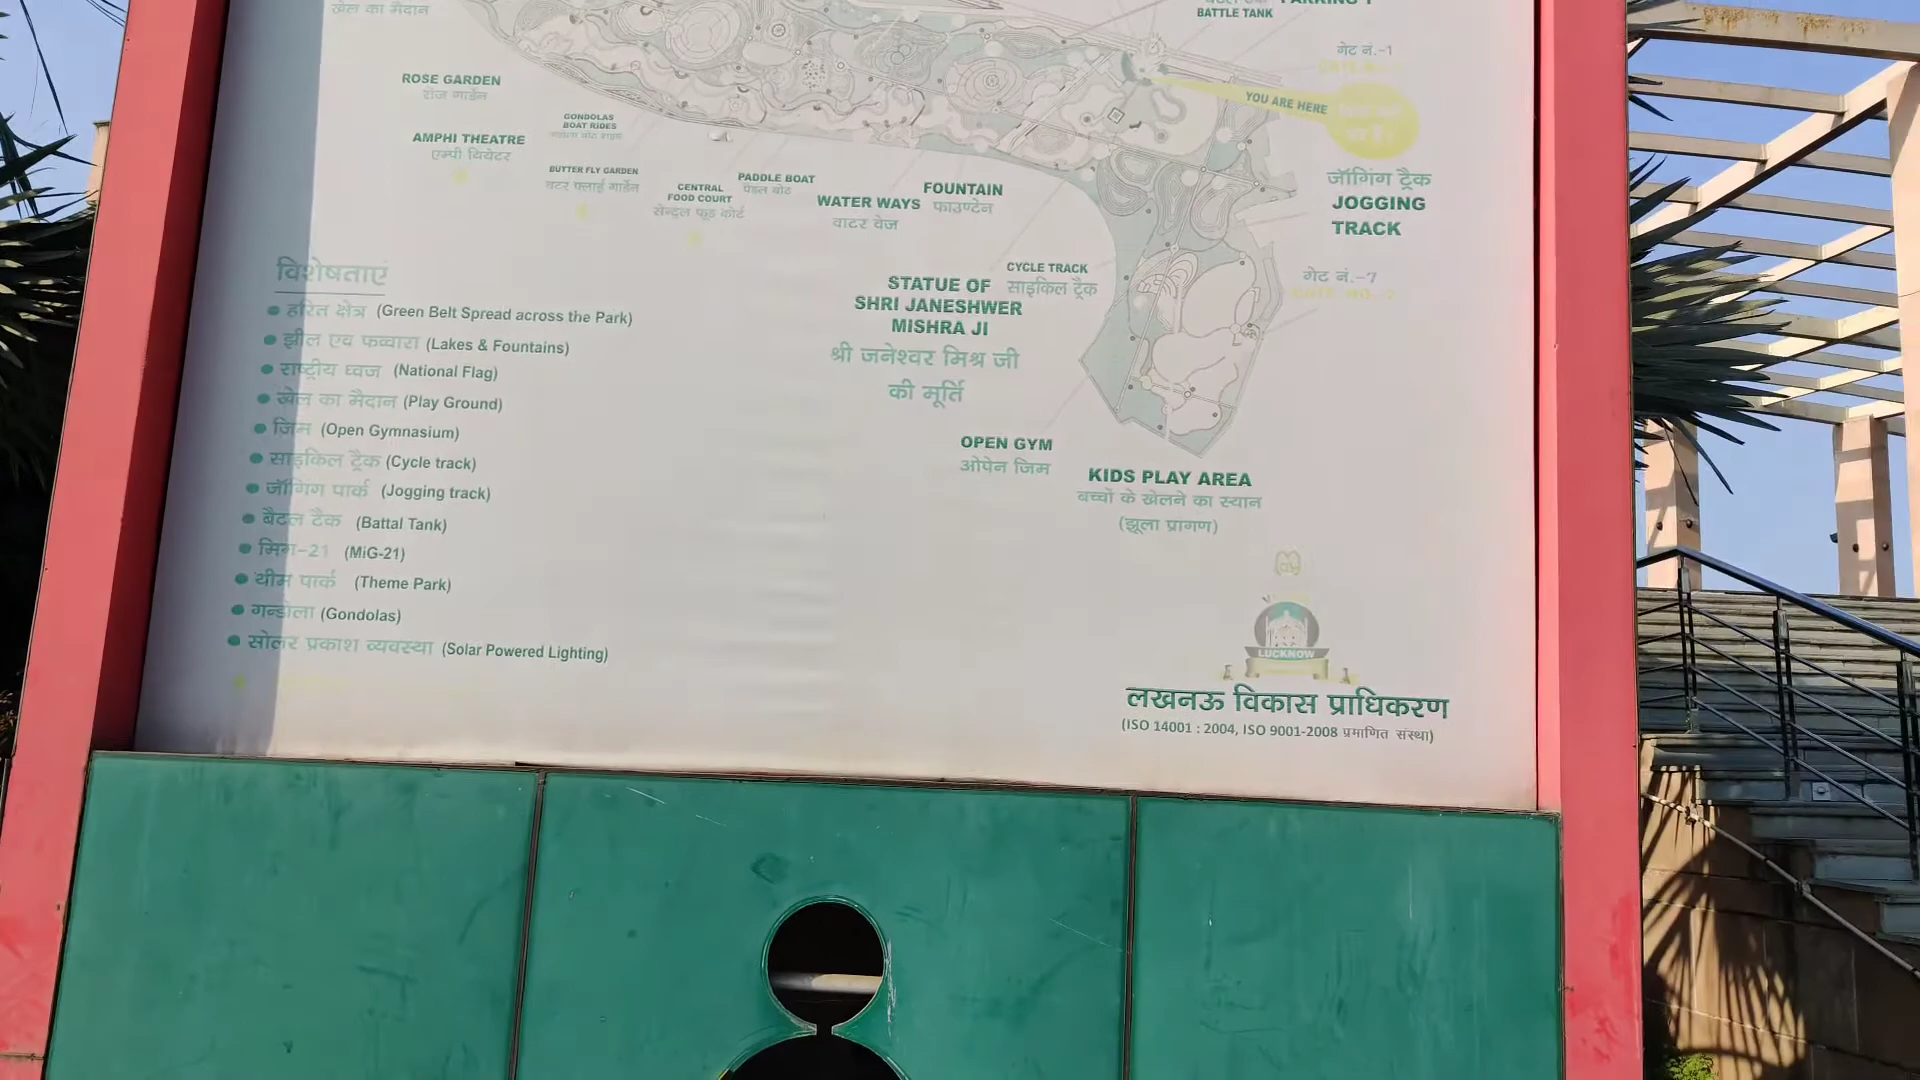 खेल का मैदान
BATTLE TANK
गेट नं.-1
ROSE GARDEN
रोज गार्डेन
YOU ARE HERE
GONDOLAS
BOAT RIDES
AMPHI THEATRE
एम्पी थियेटर
BUTTER FLY GARDEN
बटर फ्लाई गार्डेन
CENTRAL
FOOD COURT
सेन्ट्रल फूड कोर्ट
PADDLE BOAT
पैडल बोट
WATER WAYS
वाटर वेज
FOUNTAIN
फाउण्टेन
जॉगिंग ट्रैक
JOGGING
TRACK
CYCLE TRACK
साइकिल ट्रैक
गेट नं.-7
STATUE OF
SHRI JANESHWER
MISHRA JI
श्री जनेश्वर मिश्र जी
की मूर्ति
OPEN GYM
ओपेन जिम
KIDS PLAY AREA
बच्चों के खेलने का स्थान
(झूला प्रागण)
विशेषताएं
हरित क्षेत्र (Green Belt Spread across the Park)
झील एव फव्वारा (Lakes & Fountains)
राष्ट्रीय ध्वज (National Flag)
खेल का मैदान (Play Ground)
जिम (Open Gymnasium)
साइकिल ट्रैक (Cycle track)
जॉगिंग पार्क (Jogging track)
बैटल टैक (Battal Tank)
मिग-21 (MiG-21)
थीम पार्क (Theme Park)
गन्डोला (Gondolas)
सोलर प्रकाश व्यवस्था (Solar Powered Lighting)
LUCKNOW
लखनऊ विकास प्राधिकरण
(ISO 14001 : 2004, ISO 9001-2008 प्रमाणित संस्था)